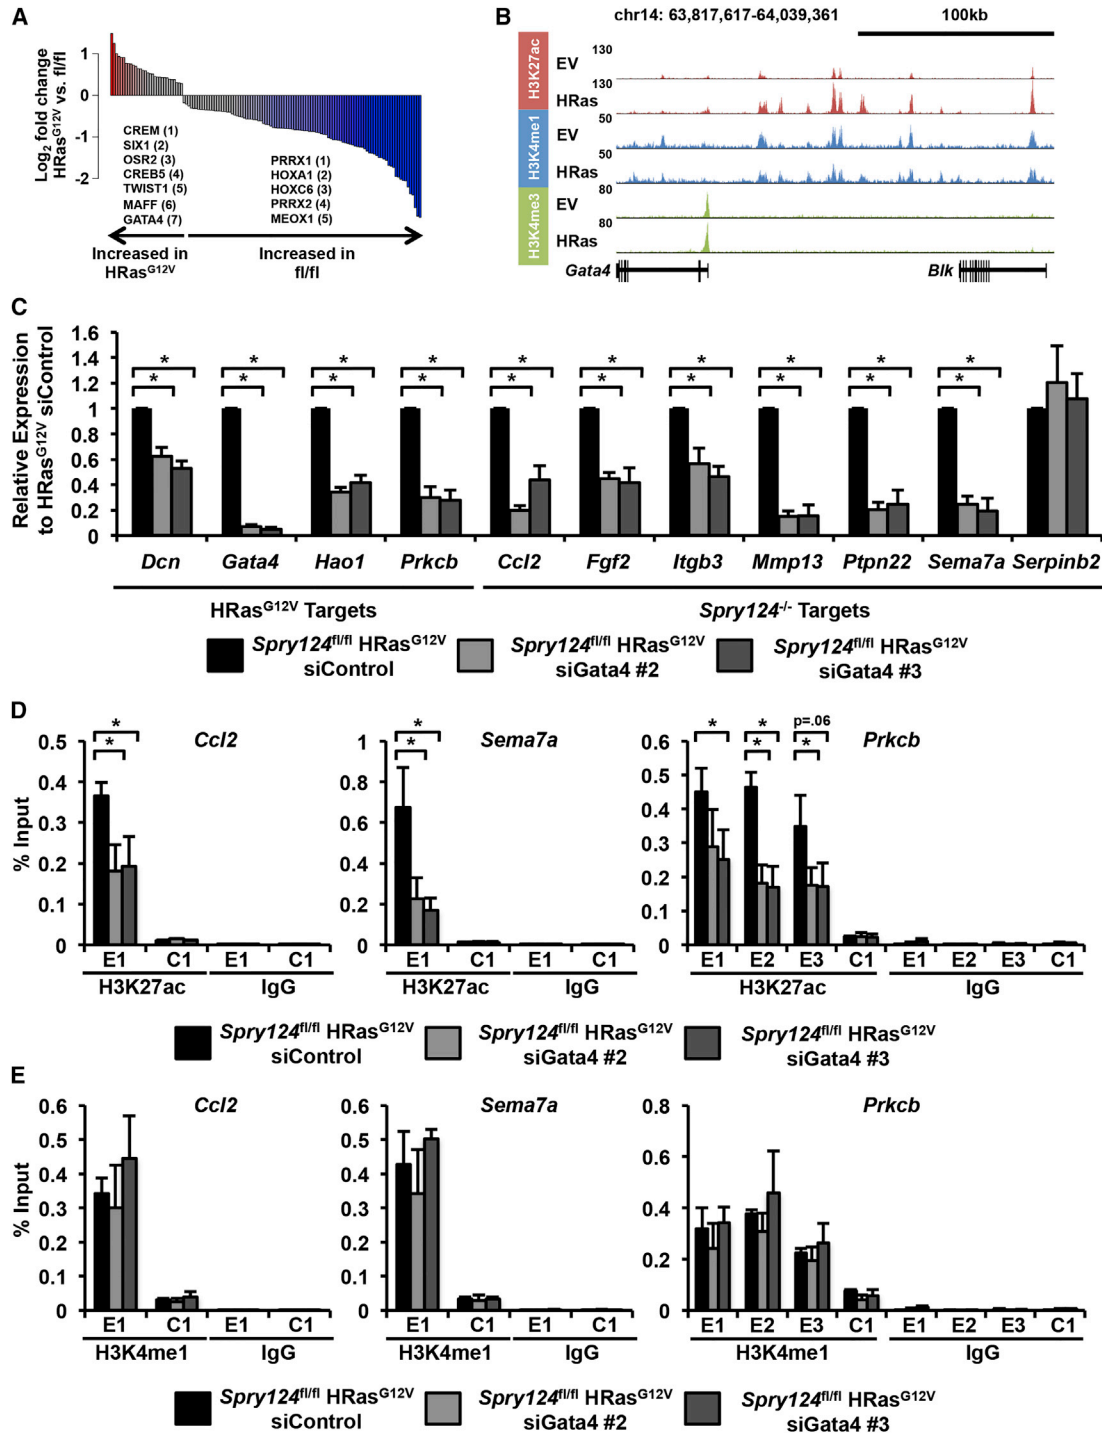 A
Log2 fold change
HRasG12V vs. fl/fl
1
0
-1
-2
CREM (1)
SIX1 (2)
OSR2 (3)
CREB5 (4)
TWIST1 (5)
MAFF (6)
GATA4 (7)
PRRX1 (1)
HOXA1 (2)
HOXC6 (3)
PRRX2 (4)
MEOX1 (5)
Increased in
HRasG12V
Increased in
fl/fl
B
chr14: 63,817,617-64,039,361
100kb
H3K27ac
H3K4me1
H3K4me3
130
EV
130
HRas
50
EV
50
HRas
80
EV
80
HRas
Gata4
Blk
C
Relative Expression
to HRasG12V siControl
1.6
1.4
1.2
1
0.8
0.6
0.4
0.2
0
* * * * * * * * * *
* * * * * * * * * *
Dcn Gata4 Hao1 Prkcb Ccl2 Fgf2 Itgb3 Mmp13 Ptpn22 Sema7a Serpinb2
HRasG12V Targets
Spry124-/- Targets
Spry124fl/fl HRasG12V
siControl
Spry124fl/fl HRasG12V
siGata4 #2
Spry124fl/fl HRasG12V
siGata4 #3
D
% Input
Ccl2
0.5
0.4
0.3
0.2
0.1
0
*
*
E1 C1 E1 C1
H3K27ac IgG
Sema7a
1
0.8
0.6
0.4
0.2
0
*
*
E1 C1 E1 C1
H3K27ac IgG
Prkcb
0.6
0.5
0.4
0.3
0.2
0.1
0
* * p=.06
* *
E1 E2 E3 C1 E1 E2 E3 C1
H3K27ac IgG
Spry124fl/fl HRasG12V
siControl
Spry124fl/fl HRasG12V
siGata4 #2
Spry124fl/fl HRasG12V
siGata4 #3
E
% Input
Ccl2
0.6
0.5
0.4
0.3
0.2
0.1
0
E1 C1 E1 C1
H3K4me1 IgG
Sema7a
0.6
0.5
0.4
0.3
0.2
0.1
0
E1 C1 E1 C1
H3K4me1 IgG
Prkcb
0.8
0.6
0.4
0.2
0
E1 E2 E3 C1 E1 E2 E3 C1
H3K4me1 IgG
Spry124fl/fl HRasG12V
siControl
Spry124fl/fl HRasG12V
siGata4 #2
Spry124fl/fl HRasG12V
siGata4 #3